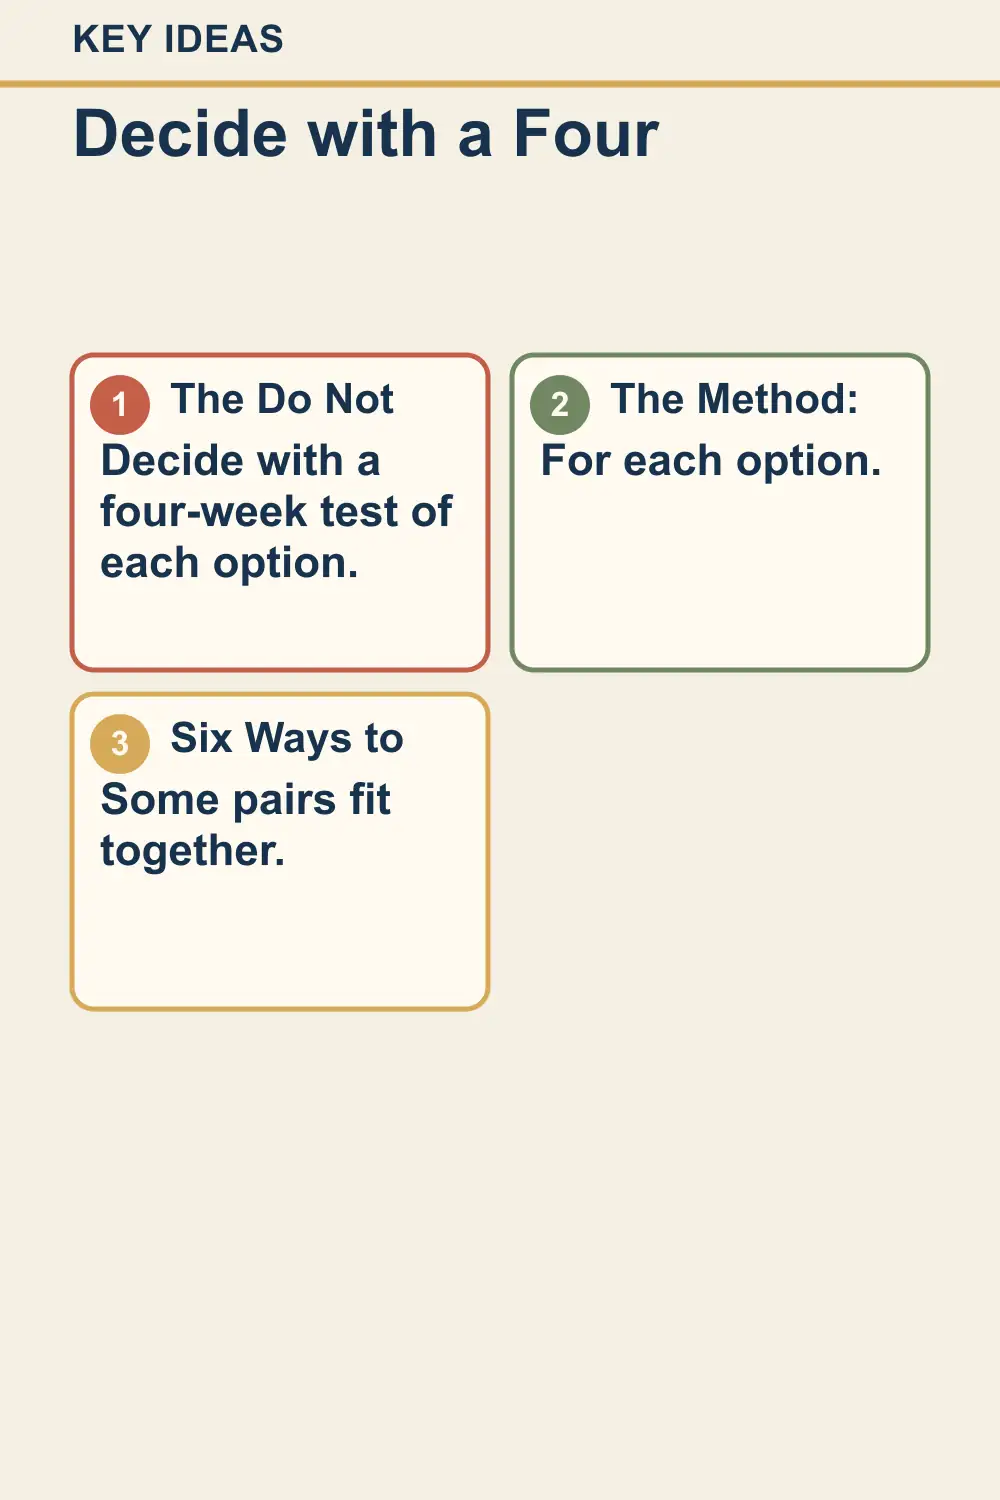 KEY IDEAS
Decide with a Four
1 The Do Not
Decide with a
four-week test of
each option.
2 The Method:
For each option.
3 Six Ways to
Some pairs fit
together.